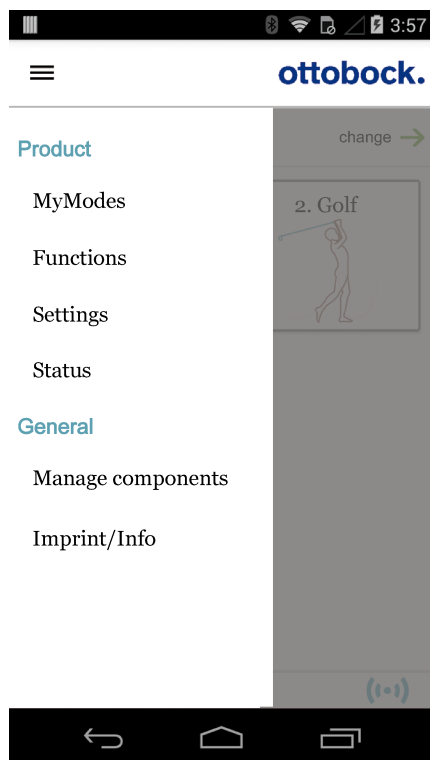 3:57
ottobock.
Product
MyModes
Functions
Settings
Status
General
Manage components
Imprint/Info
change
2. Golf